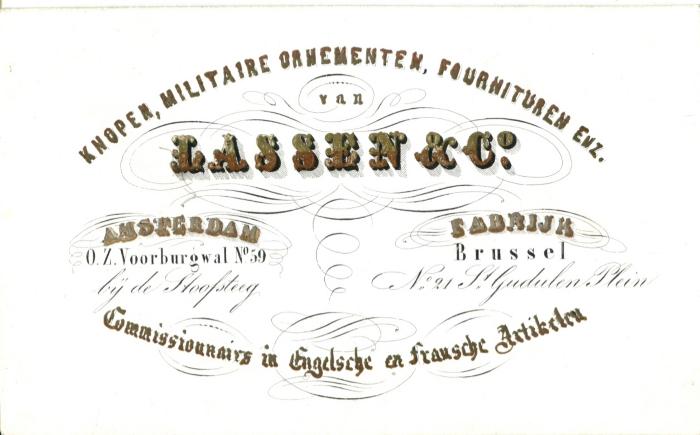 KNOPEN, MILITAIRE ORNEMENTEN, FOURNITUREN ENZ.
van
LASSEN & Co.
AMSTERDAM
O. Z. Voorburgwal No. 59
bij de Stoofsteeg
FABRIJK
Brussel
No. 21 St. Gudulen Plein
Commissionnairs in Engelsche en Fransche Artikelen